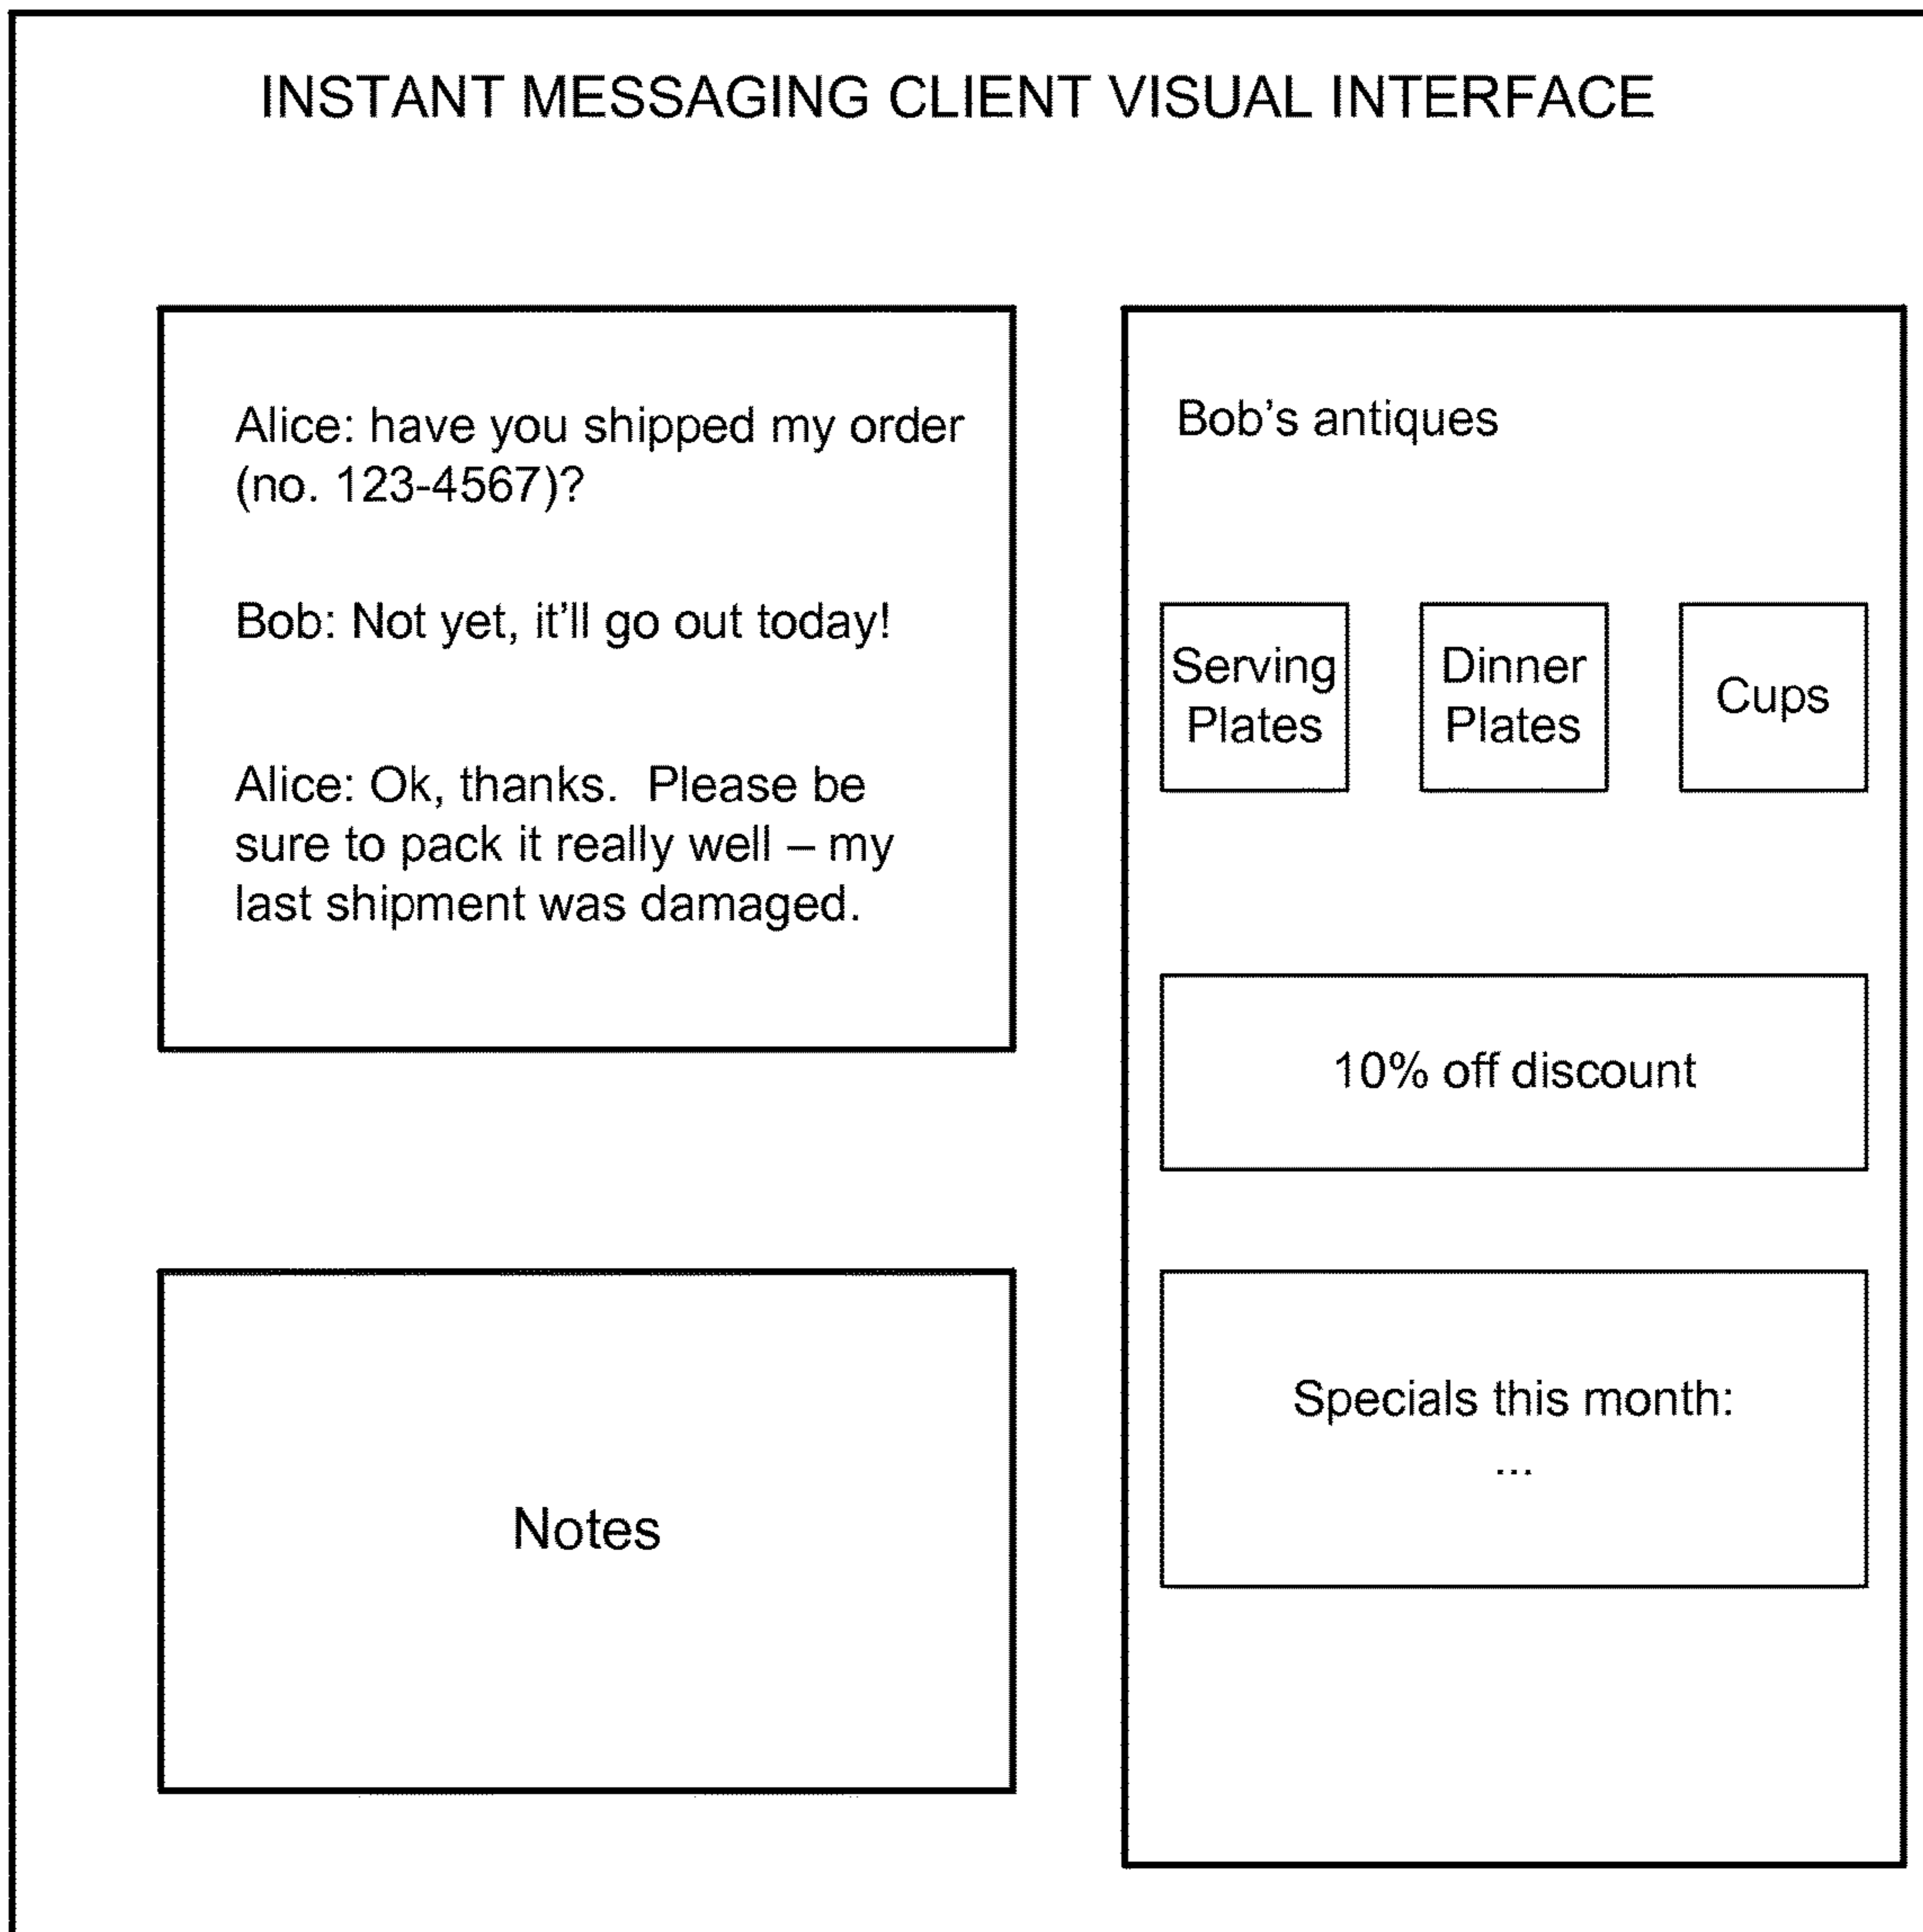 INSTANT MESSAGING CLIENT VISUAL INTERFACE
Alice: have you shipped my order
(no. 123-4567)?
Bob: Not yet, it'll go out today!
Alice: Ok, thanks.  Please be
sure to pack it really well – my
last shipment was damaged.
Notes
Bob's antiques
Serving
Plates
Dinner
Plates
Cups
10% off discount
Specials this month:
...